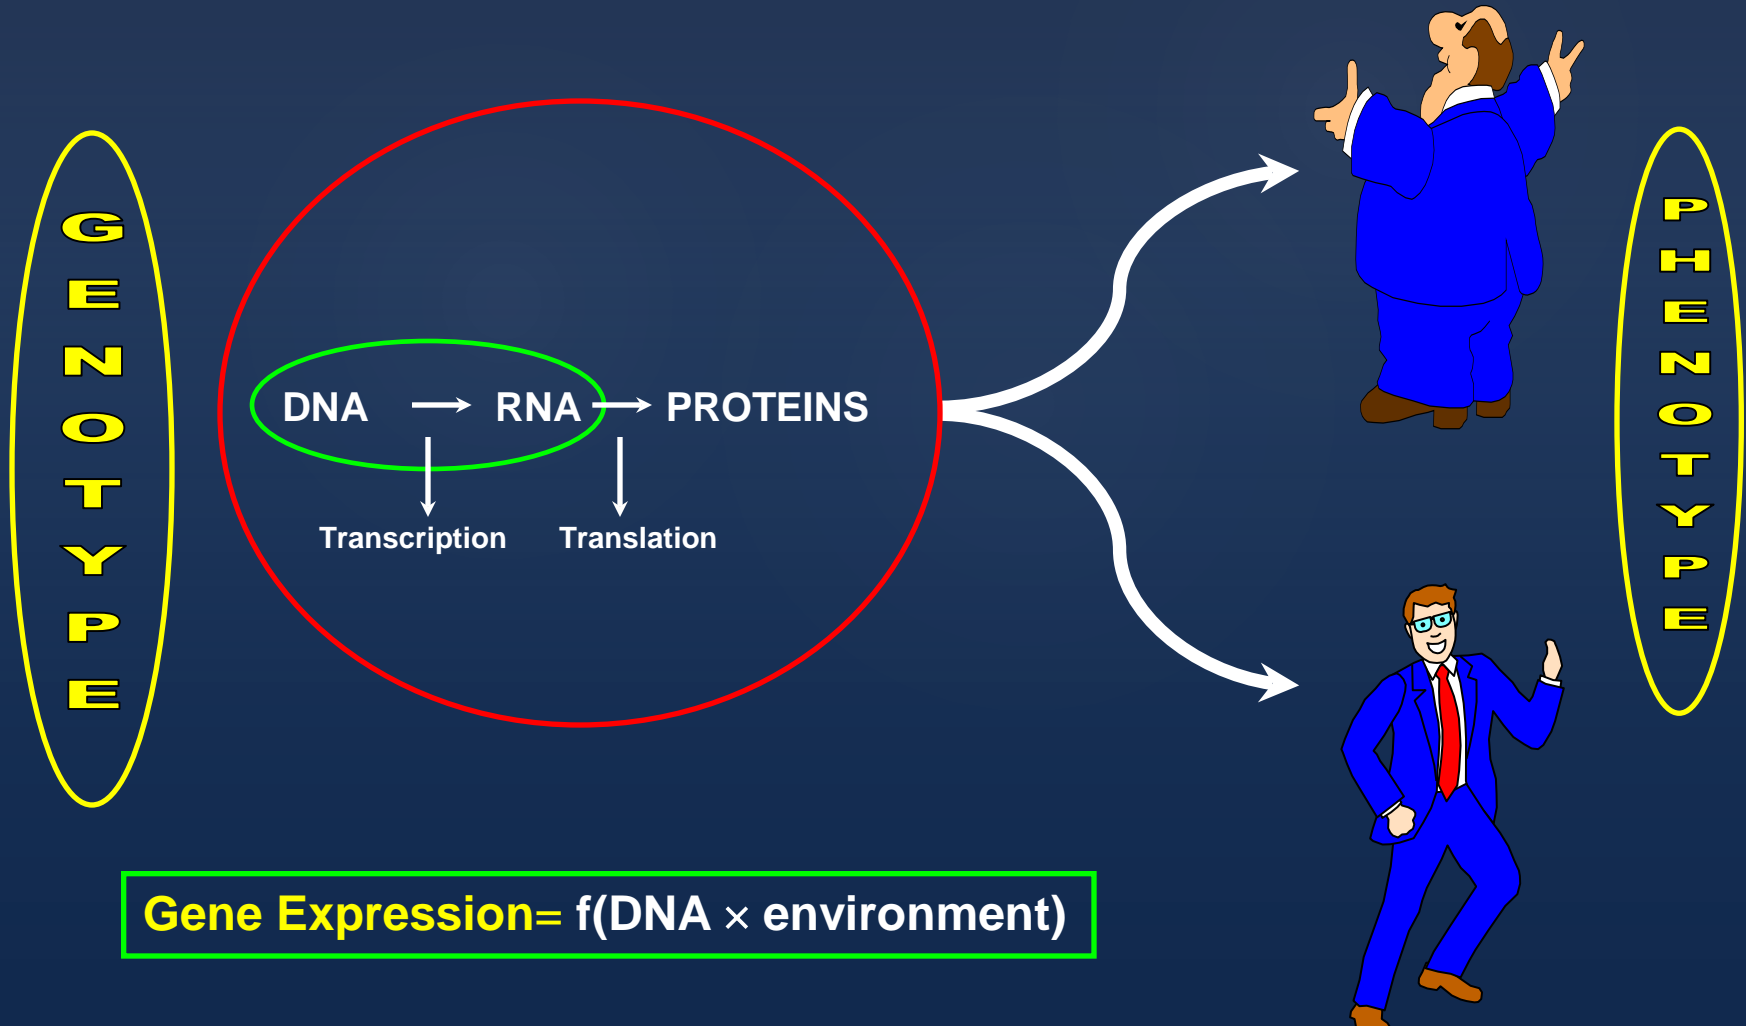 GENOTYPE
DNA → RNA → PROTEINS
Transcription Translation
PHENOTYPE
Gene Expression= f(DNA × environment)